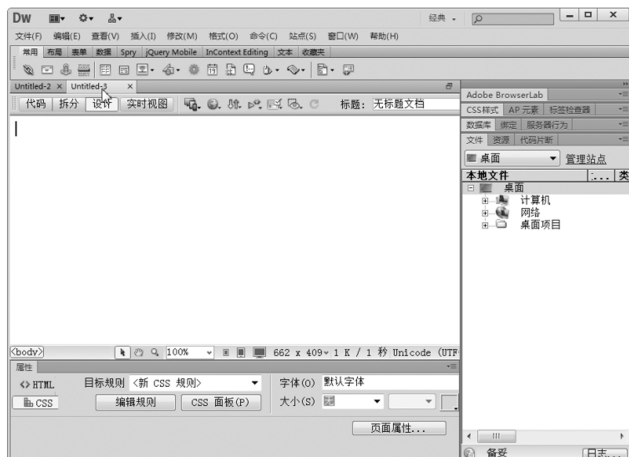 Dw 经典
文件(F) 编辑(E) 查看(V) 插入(I) 修改(M) 格式(O) 命令(C) 站点(S) 窗口(W) 帮助(H)
常用 布局 表单 数据 Spry jQuery Mobile InContext Editing 文本 收藏夹
Untitled-2 × Untitled-3 ×
代码 拆分 设计 实时视图 标题: 无标题文档
Adobe BrowserLab
CSS样式 AP 元素 标签检查器
数据库 绑定 服务器行为
文件 资源 代码片断
桌面 管理站点
本地文件 :... 类
桌面
计算机
网络
桌面项目
<body> 100% 662 x 409 1 K / 1 秒 Unicode (UTF
属性
<> HTML 目标规则 <新 CSS 规则> 字体(O) 默认字体
CSS 编辑规则 CSS 面板(P) 大小(S)
页面属性...
备妥 日志...